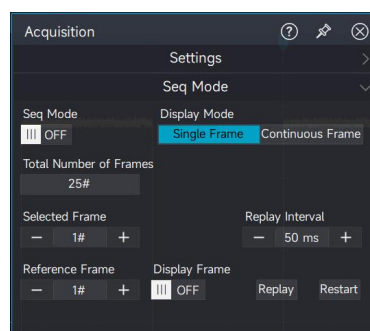 Acquisition
Settings
Seq Mode
Seq Mode Display Mode
OFF Single Frame Continuous Frame
Total Number of Frames
25#
Selected Frame Replay Interval
− 1# + − 50 ms +
Reference Frame Display Frame
− 1# + OFF Replay Restart